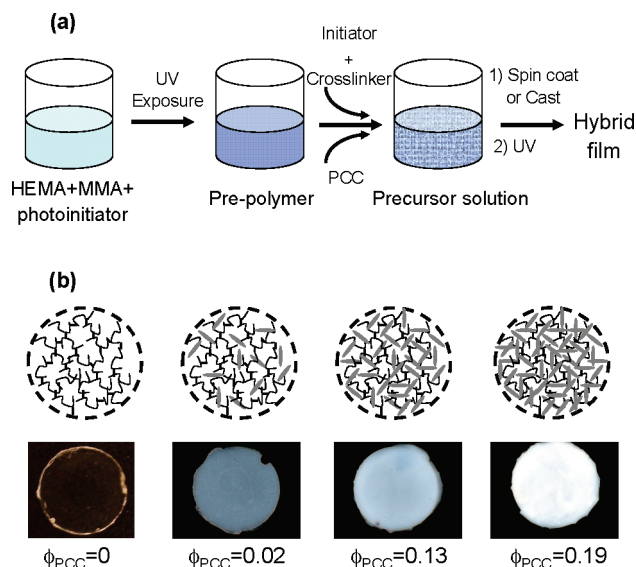 (a)
UV
Exposure
Initiator
+
Crosslinker
PCC
1) Spin coat
or Cast
2) UV
Hybrid
film
HEMA+MMA+
photoinitiator
Pre-polymer
Precursor solution
(b)
ϕPCC=0
ϕPCC=0.02
ϕPCC=0.13
ϕPCC=0.19